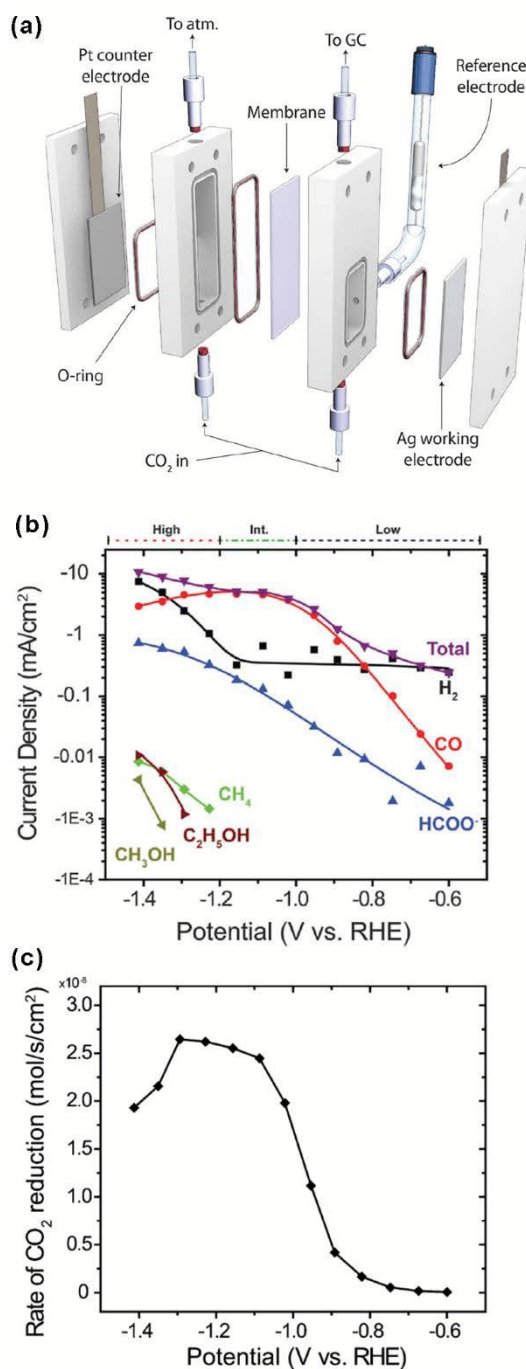 (a)
To atm.
Pt counter
electrode
To GC
Membrane
Reference
electrode
O-ring
CO₂ in
Ag working
electrode
(b)
High
Int.
Low
-10
-1
-0.1
-0.01
-1E-3
-1E-4
Current Density (mA/cm²)
Total
H₂
CO
HCOO⁻
CH₄
C₂H₅OH
CH₃OH
-1.4 -1.2 -1.0 -0.8 -0.6
Potential (V vs. RHE)
(c)
x10⁻⁸
3.0
2.5
2.0
1.5
1.0
0.5
0
Rate of CO₂ reduction (mol/s/cm²)
-1.4 -1.2 -1.0 -0.8 -0.6
Potential (V vs. RHE)